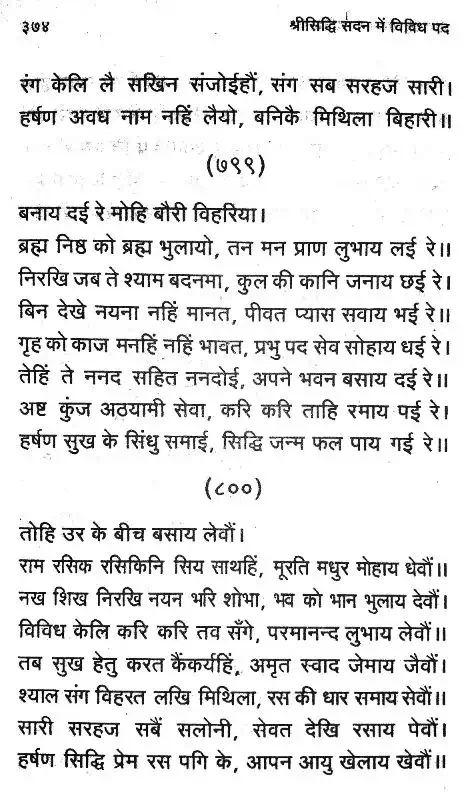 ३७४ श्रीसिद्धि सदन में विविध पद
रंग केलि लै सखिन संजोईहौं, संग सब सरहज सारी।
हर्षण अवध नाम नहिं लैयो, बनिकै मिथिला बिहारी॥
(७९९)
बनाय दई रे मोहि बौरी विहरिया।
ब्रह्म निष्ठ को ब्रह्म भुलायो, तन मन प्राण लुभाय लई रे॥
निरखि जब ते श्याम बदनमा, कुल की कानि जनाय छई रे।
बिन देखे नयना नहिं मानत, पीवत प्यास सवाय भई रे॥
गृह को काज मनहिं नहिं भावत, प्रभु पद सेव सोहाय धई रे।
तेहिं ते ननद सहित ननदोई, अपने भवन बसाय दई रे॥
अष्ट कुंज अठयामी सेवा, करि करि ताहि रमाय पई रे।
हर्षण सुख के सिंधु समाई, सिद्धि जन्म फल पाय गई रे॥
(८००)
तोहि उर के बीच बसाय लेवौं।
राम रसिक रसिकिनि सिय साथहिं, मूरति मधुर मोहाय धेवौं॥
नख शिख निरखि नयन भरि शोभा, भव को भान भुलाय देवौं।
विविध केलि करि करि तव सँगे, परमानन्द लुभाय लेवौं॥
तब सुख हेतु करत कैंकर्यहिं, अमृत स्वाद जेमाय जैवौं।
श्याल संग विहरत लखि मिथिला, रस की धार समाय सेवौं॥
सारी सरहज सबैं सलोनी, सेवत देखि रसाय पेवौं।
हर्षण सिद्धि प्रेम रस पगि के, आपन आयु खेलाय खेवौं॥